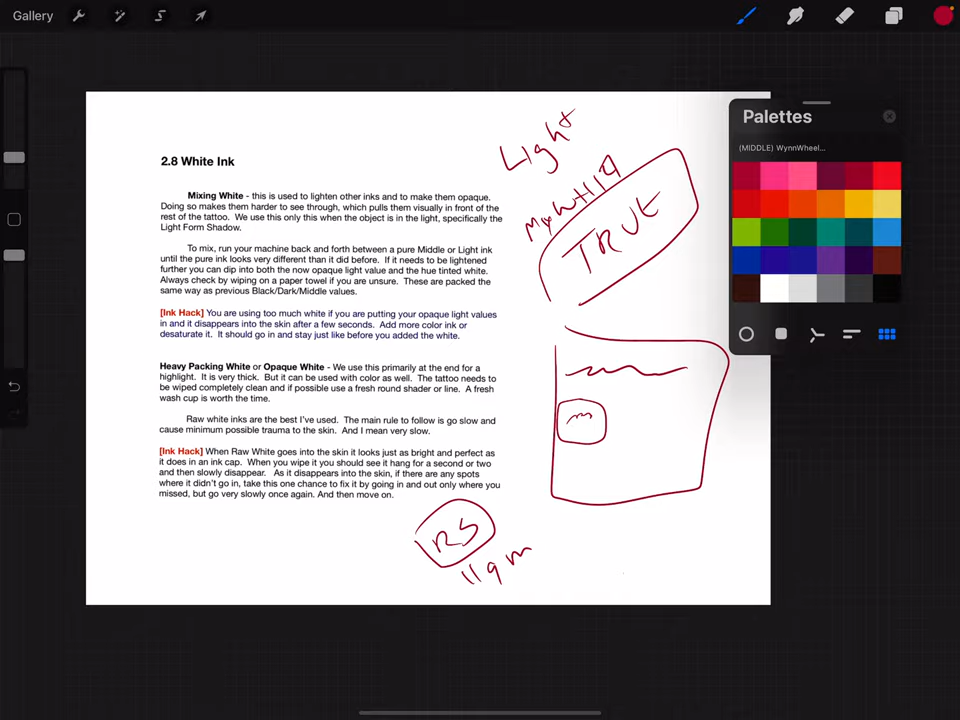 Gallery
Palettes
(MIDDLE) WynnWheel...
2.8 White Ink
Light
Mixing White - this is used to lighten other inks and to make them opaque.
Doing so makes them harder to see through, which pulls them visually in front of the
rest of the tattoo.  We use this only this when the object is in the light, specifically the
Light Form Shadow.
TRUE
To mix, run your machine back and forth between a pure Middle or Light ink
until the pure ink looks very different than it did before.  If it needs to be lightened
further you can dip into both the now opaque light value and the hue tinted white.
Always check by wiping on a paper towel if you are unsure.  These are packed the
same way as previous Black/Dark/Middle values.
[Ink Hack] You are using too much white if you are putting your opaque light values
in and it disappears into the skin after a few seconds.  Add more color ink or
desaturate it.  It should go in and stay just like before you added the white.
Heavy Packing White or Opaque White - We use this primarily at the end for a
highlight.  It is very thick.  But it can be used with color as well.  The tattoo needs to
be wiped completely clean and if possible use a fresh round shader or line.  A fresh
wash cup is worth the time.
Raw white inks are the best I've used.  The main rule to follow is go slow and
cause minimum possible trauma to the skin.  And I mean very slow.
[Ink Hack] When Raw White goes into the skin it looks just as bright and perfect as
it does in an ink cap.  When you wipe it you should see it hang for a second or two
and then slowly disappear.   As it disappears into the skin, if there are any spots
where it didn't go in, take this one chance to fix it by going in and out only where you
missed, but go very slowly once again. And then move on.
RS